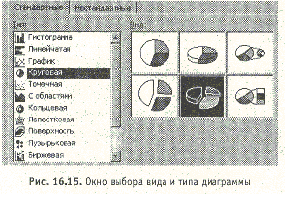 Стандартные Нестандартные
Тип:
Вид:
Гистограмма
Линейчатая
График
Круговая
Точечная
С областями
Кольцевая
Лепестковая
Поверхность
Пузырьковая
Биржевая
Рис. 16.15. Окно выбора вида и типа диаграммы